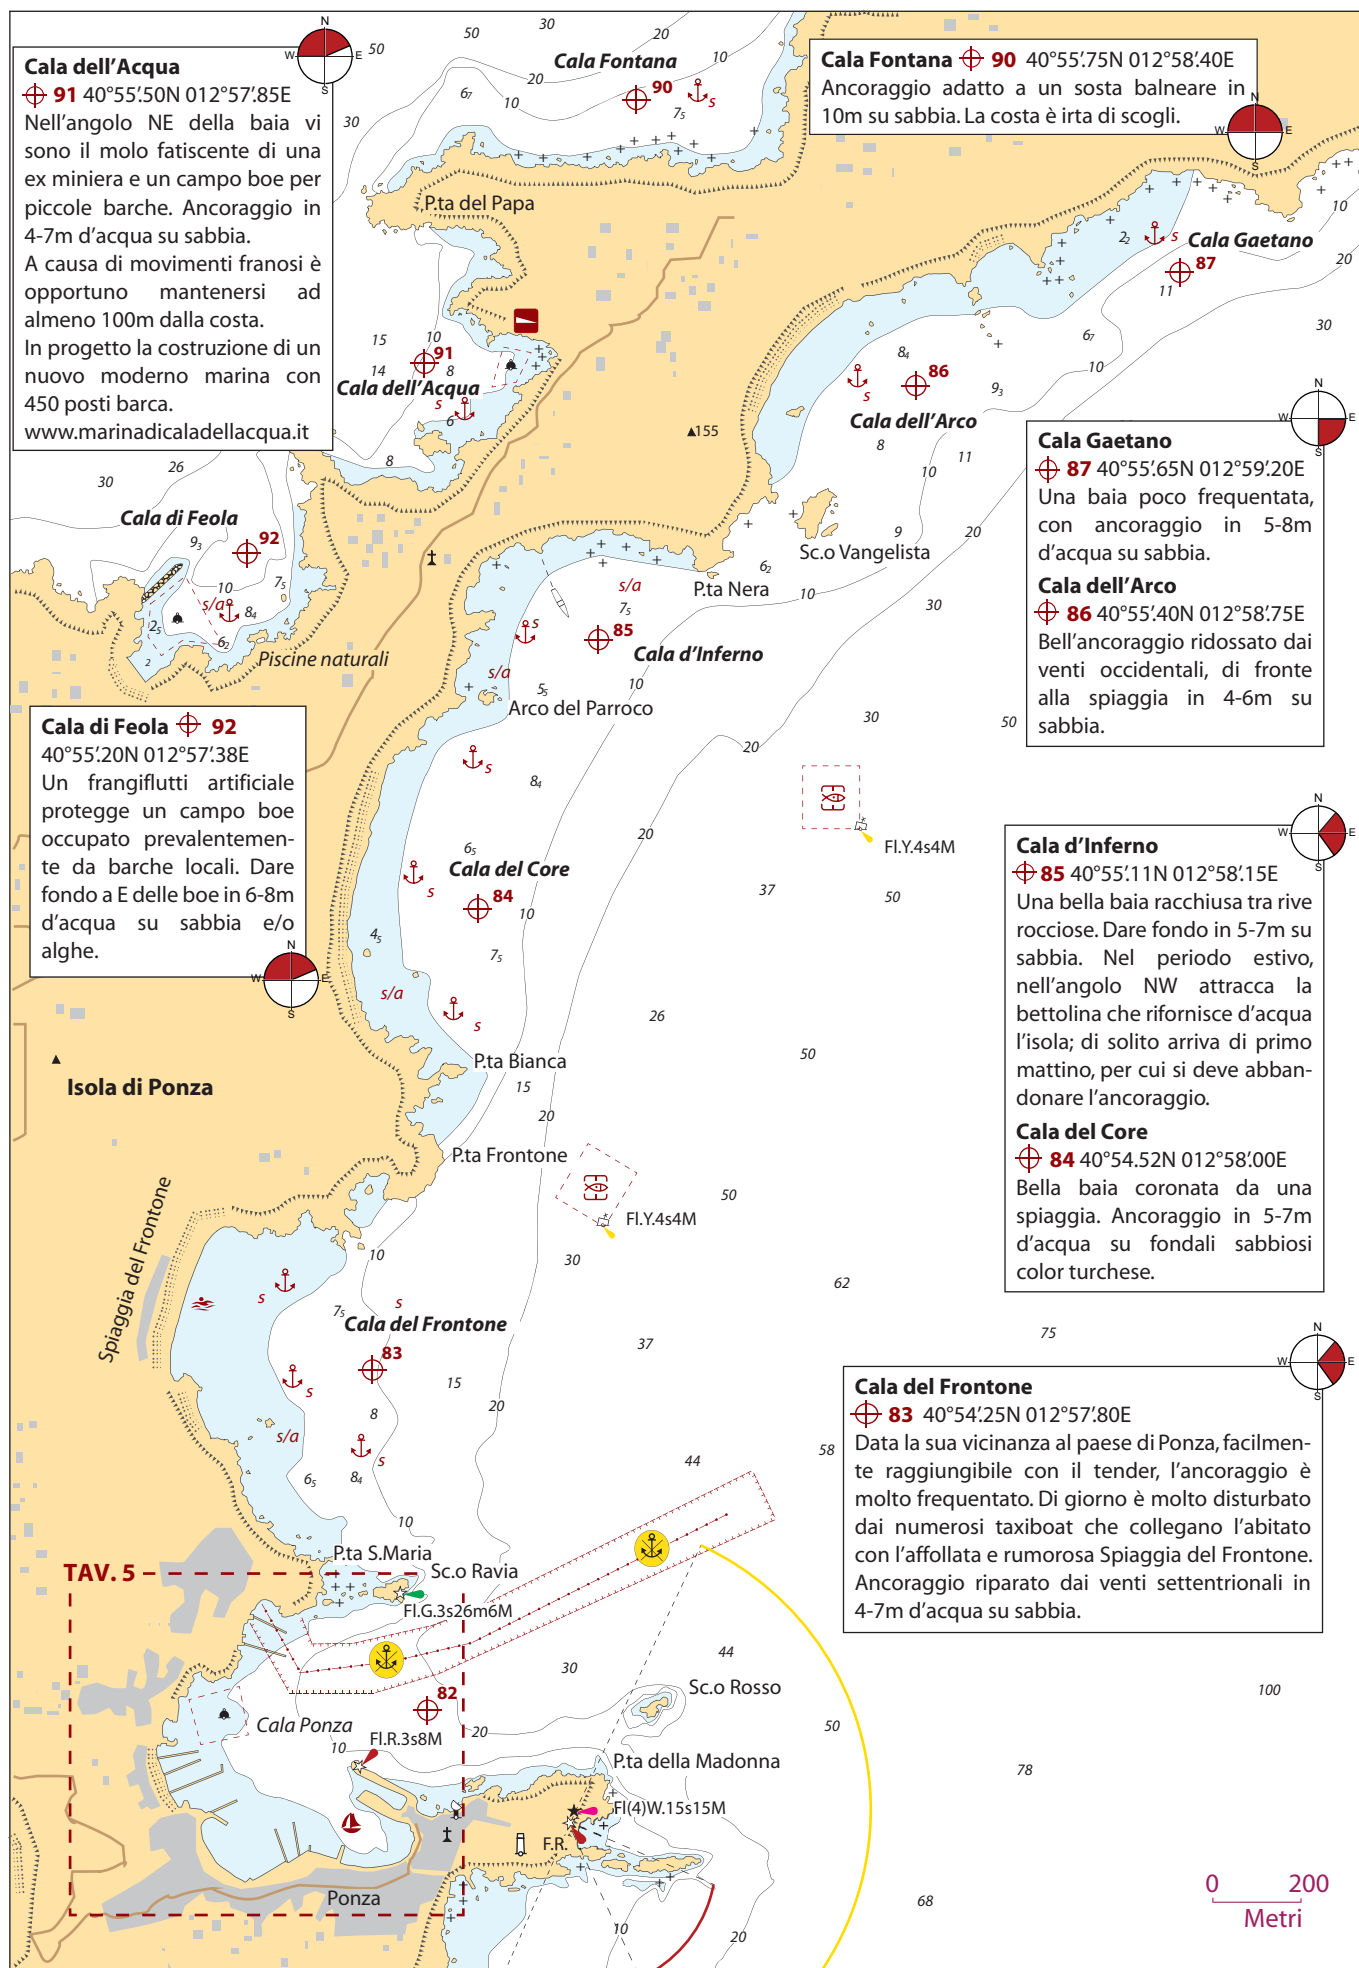 Cala dell'Acqua
91 40°55'.50N 012°57'.85E
Nell'angolo NE della baia vi
sono il molo fatiscente di una
ex miniera e un campo boe per
piccole barche. Ancoraggio in
4-7m d'acqua su sabbia.
A causa di movimenti franosi è
opportuno mantenersi ad
almeno 100m dalla costa.
In progetto la costruzione di un
nuovo moderno marina con
450 posti barca.
www.marinadicaladellacqua.it
N
W E
S
Cala Fontana
90
s
Cala Fontana 90 40°55'.75N 012°58'.40E
Ancoraggio adatto a un sosta balneare in
10m su sabbia. La costa è irta di scogli.
N
W E
S
P.ta del Papa
Cala Gaetano
87
s
91
Cala dell'Acqua
s
86
Cala dell'Arco
s
155
Cala Gaetano
87 40°55'.65N 012°59'.20E
Una baia poco frequentata,
con ancoraggio in 5-8m
d'acqua su sabbia.
Cala dell'Arco
86 40°55'.40N 012°58'.75E
Bell'ancoraggio ridossato dai
venti occidentali, di fronte
alla spiaggia in 4-6m su
sabbia.
N
W E
S
Cala di Feola
92
s/a
Piscine naturali
Sc.o Vangelista
P.ta Nera
s/a
s
85
Cala d'Inferno
s/a
Arco del Parroco
Cala di Feola 92
40°55'.20N 012°57'.38E
Un frangiflutti artificiale
protegge un campo boe
occupato prevalentemen-
te da barche locali. Dare
fondo a E delle boe in 6-8m
d'acqua su sabbia e/o
alghe.
N
W E
S
s
Fl.Y.4s4M
Cala del Core
84
s
s/a
s
P.ta Bianca
Isola di Ponza
Cala d'Inferno
85 40°55'.11N 012°58'.15E
Una bella baia racchiusa tra rive
rocciose. Dare fondo in 5-7m su
sabbia. Nel periodo estivo,
nell'angolo NW attracca la
bettolina che rifornisce d'acqua
l'isola; di solito arriva di primo
mattino, per cui si deve abban-
donare l'ancoraggio.
Cala del Core
84 40°54.52N 012°58'.00E
Bella baia coronata da una
spiaggia. Ancoraggio in 5-7m
d'acqua su fondali sabbiosi
color turchese.
N
W E
S
P.ta Frontone
Fl.Y.4s4M
Spiaggia del Frontone
s
s
Cala del Frontone
83
s
s/a
s
Cala del Frontone
83 40°54'.25N 012°57'.80E
Data la sua vicinanza al paese di Ponza, facilmen-
te raggiungibile con il tender, l'ancoraggio è
molto frequentato. Di giorno è molto disturbato
dai numerosi taxiboat che collegano l'abitato
con l'affollata e rumorosa Spiaggia del Frontone.
Ancoraggio riparato dai venti settentrionali in
4-7m d'acqua su sabbia.
N
W E
S
P.ta S.Maria
TAV. 5
Sc.o Ravia
Fl.G.3s26m6M
82
Cala Ponza
Fl.R.3s8M
Sc.o Rosso
P.ta della Madonna
Fl(4)W.15s15M
F.R.
Ponza
0 200
Metri